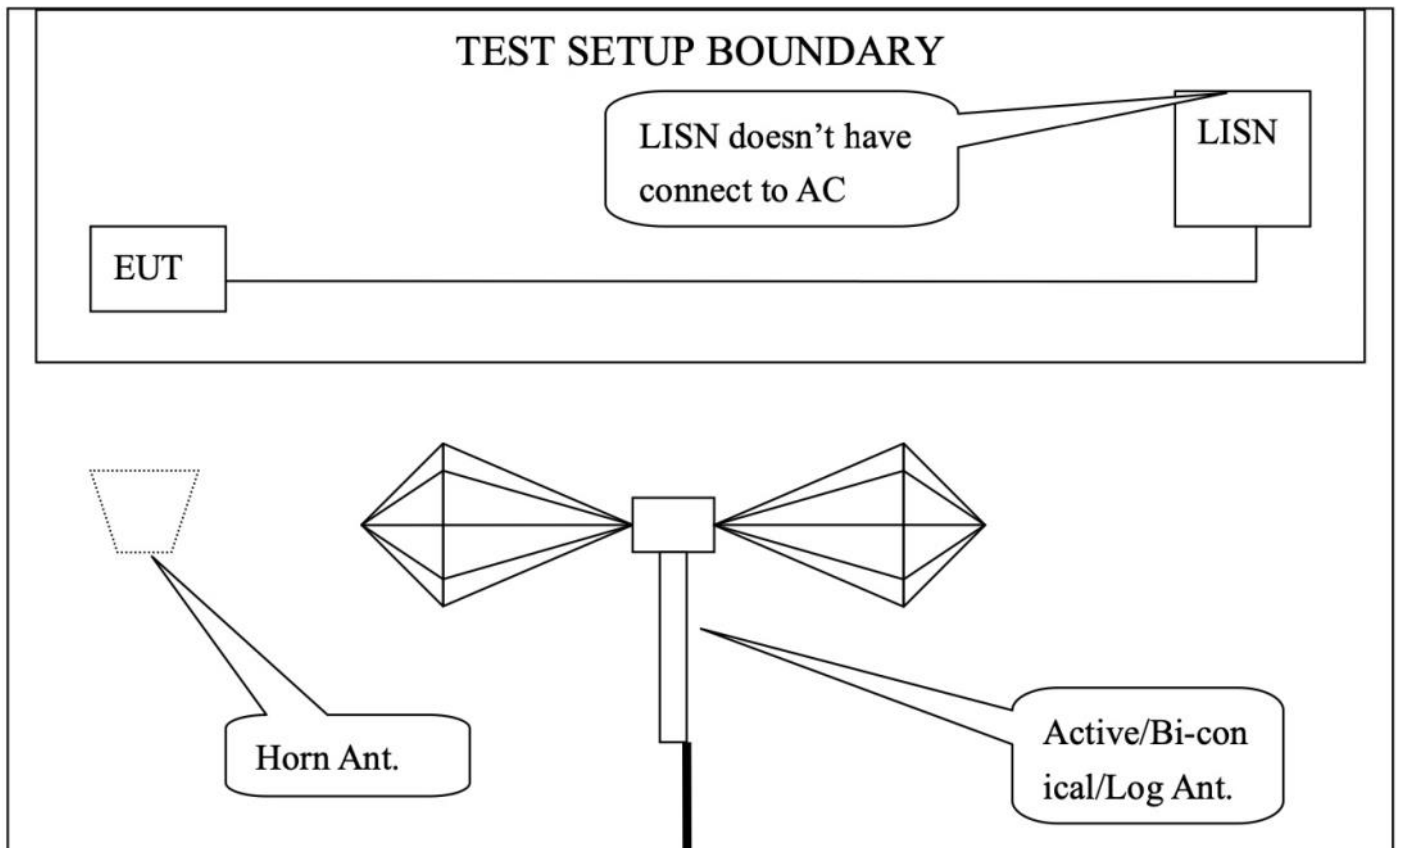 TEST SETUP BOUNDARY
LISN doesn’t have
connect to AC
LISN
EUT
Horn Ant.
Active/Bi-con
ical/Log Ant.